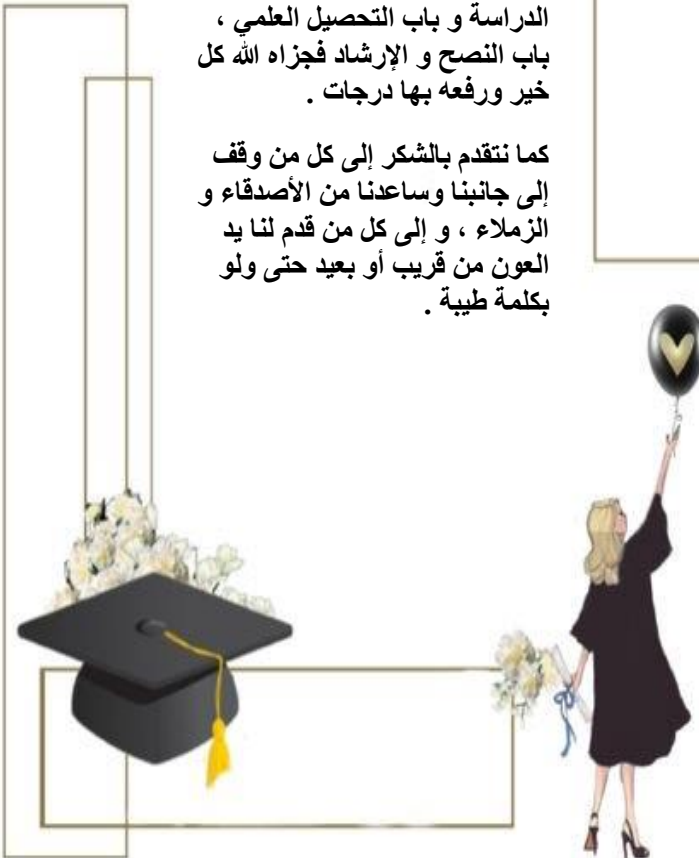 الدراسة و باب التحصيل العلمي ،
باب النصح و الإرشاد فجزاه الله كل
خير ورفعه بها درجات .
كما نتقدم بالشكر إلى كل من وقف
إلى جانبنا وساعدنا من الأصدقاء و
الزملاء ، و إلى كل من قدم لنا يد
العون من قريب أو بعيد حتى ولو
بكلمة طيبة .